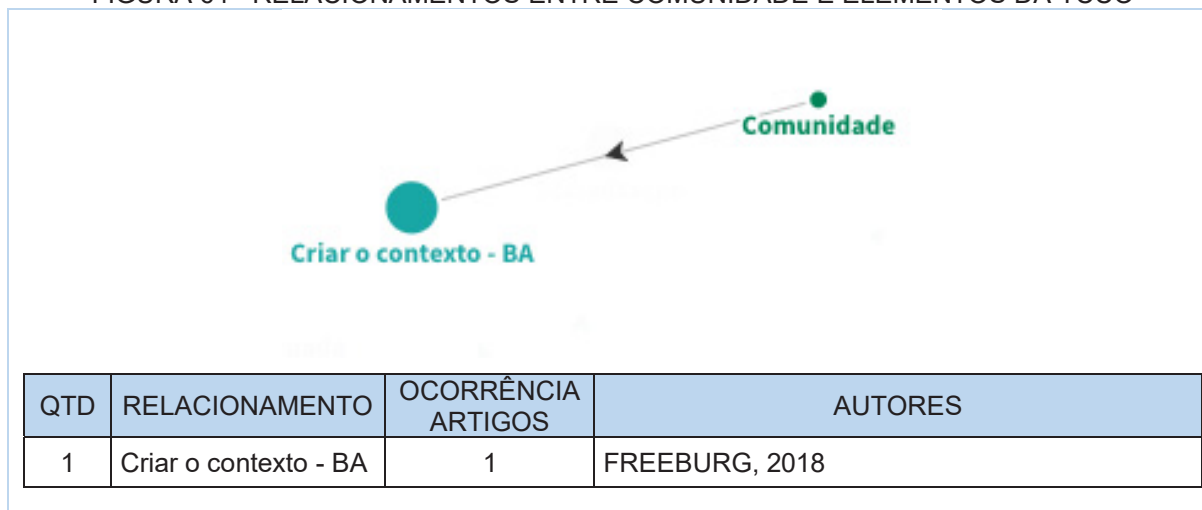 Comunidade
Criar o contexto - BA
QTD RELACIONAMENTO OCORRÊNCIA ARTIGOS AUTORES
1 Criar o contexto - BA 1 FREEBURG, 2018